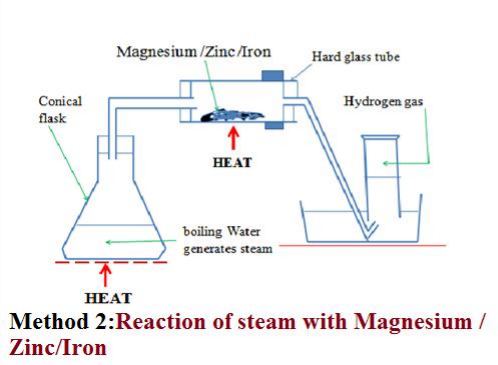 Magnesium /Zinc /Iron
Hard glass tube
Conical
flask
Hydrogen gas
HEAT
boiling Water
generates steam
HEAT
Method 2:Reaction of steam with Magnesium /
Zinc/Iron